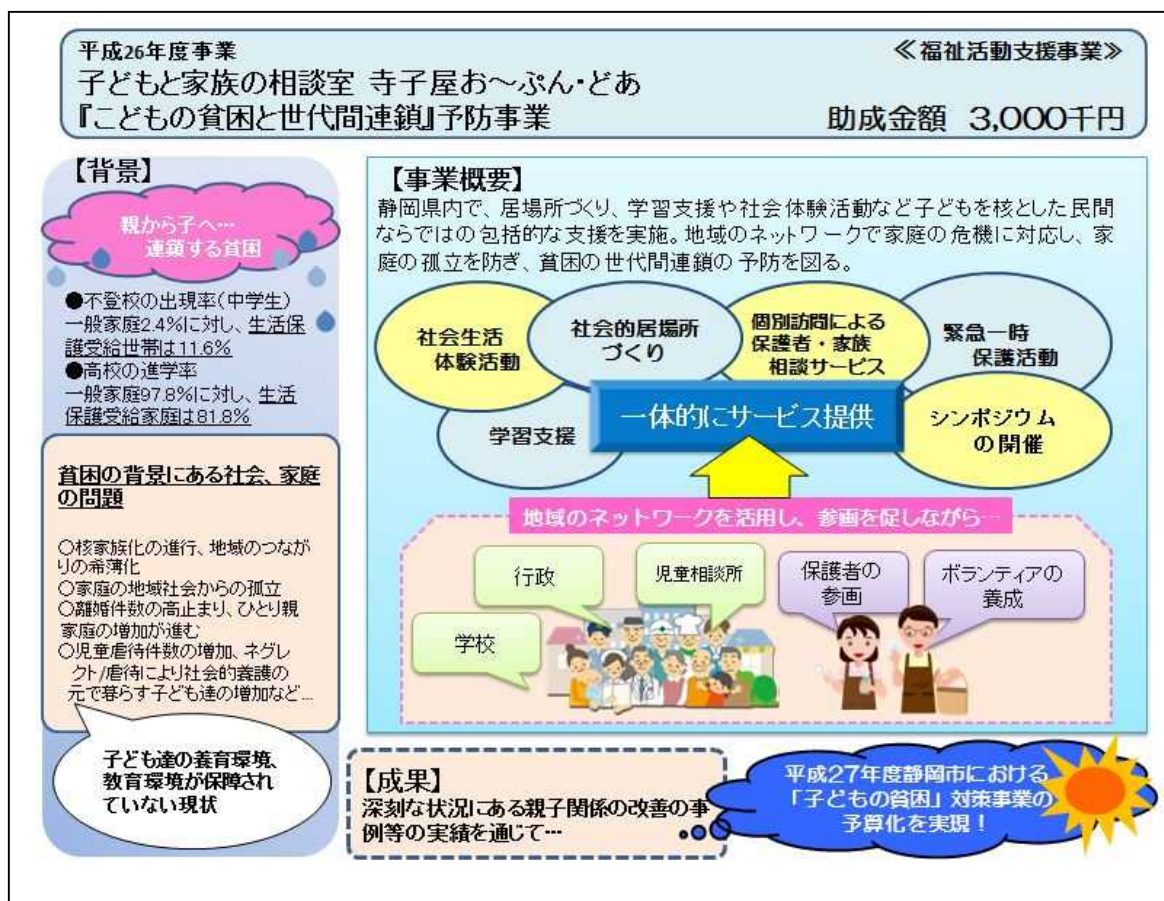 平成26年度事業
≪福祉活動支援事業≫
子どもと家族の相談室 寺子屋お～ぷん・どあ
『こどもの貧困と世代間連鎖』予防事業
助成金額 3,000千円
【背景】
親から子へ…
連鎖する貧困
●不登校の出現率（中学生）
一般家庭2.4%に対し、生活保
護受給世帯は11.6%
●高校の進学率
一般家庭97.8%に対し、生活
保護受給家庭は81.8%
貧困の背景にある社会、家庭
の問題
○核家族化の進行、地域のつなが
りの希薄化
○家庭の地域社会からの孤立
○離婚件数の高止まり、ひとり親
家庭の増加が進む
○児童虐待件数の増加、ネグレ
クト/虐待により社会的養護の
元で暮らす子ども達の増加など…
子ども達の養育環境、
教育環境が保障され
ていない現状
【事業概要】
静岡県内で、居場所づくり、学習支援や社会体験活動など子どもを核とした民間
ならではの包括的な支援を実施。地域のネットワークで家庭の危機に対応し、家
庭の孤立を防ぎ、貧困の世代間連鎖の予防を図る。
社会生活
体験活動
社会的居場所
づくり
個別訪問による
保護者・家族
相談サービス
緊急一時
保護活動
学習支援
一体的にサービス提供
シンポジウム
の開催
地域のネットワークを活用し、参画を促しながら…
学校
行政
児童相談所
保護者の
参画
ボランティアの
養成
【成果】
深刻な状況にある親子関係の改善の事
例等の実績を通じて…
平成27年度静岡市における
「子どもの貧困」対策事業の
予算化を実現！